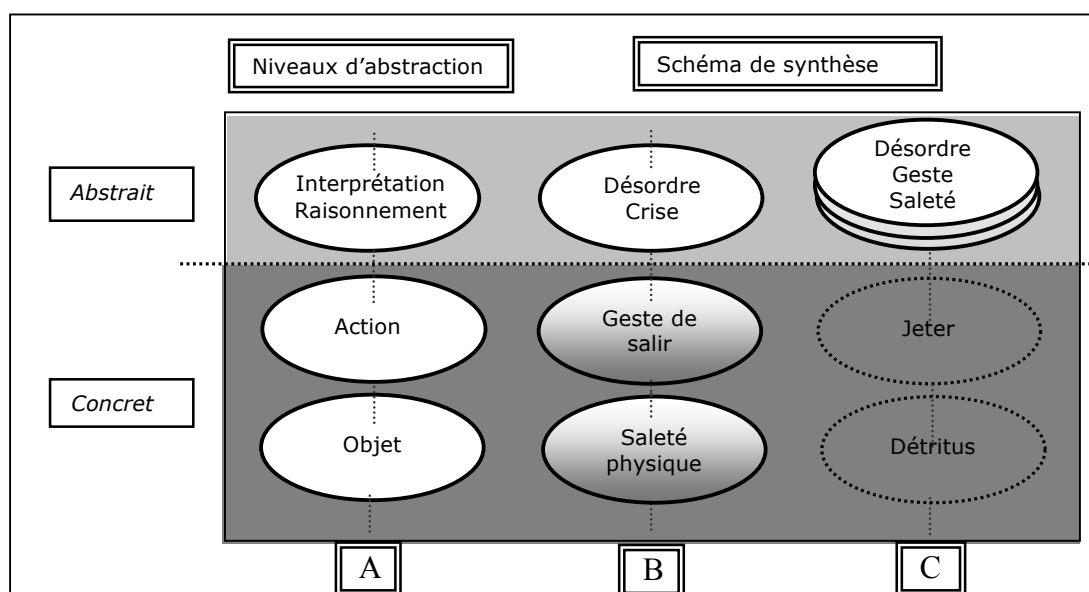 Niveaux d'abstraction
Schéma de synthèse
Abstrait
Interprétation
Raisonnement
Désordre
Crise
Désordre
Geste
Saleté
Action
Geste de
salir
Jeter
Concret
Objet
Saleté
physique
Détritus
A
B
C